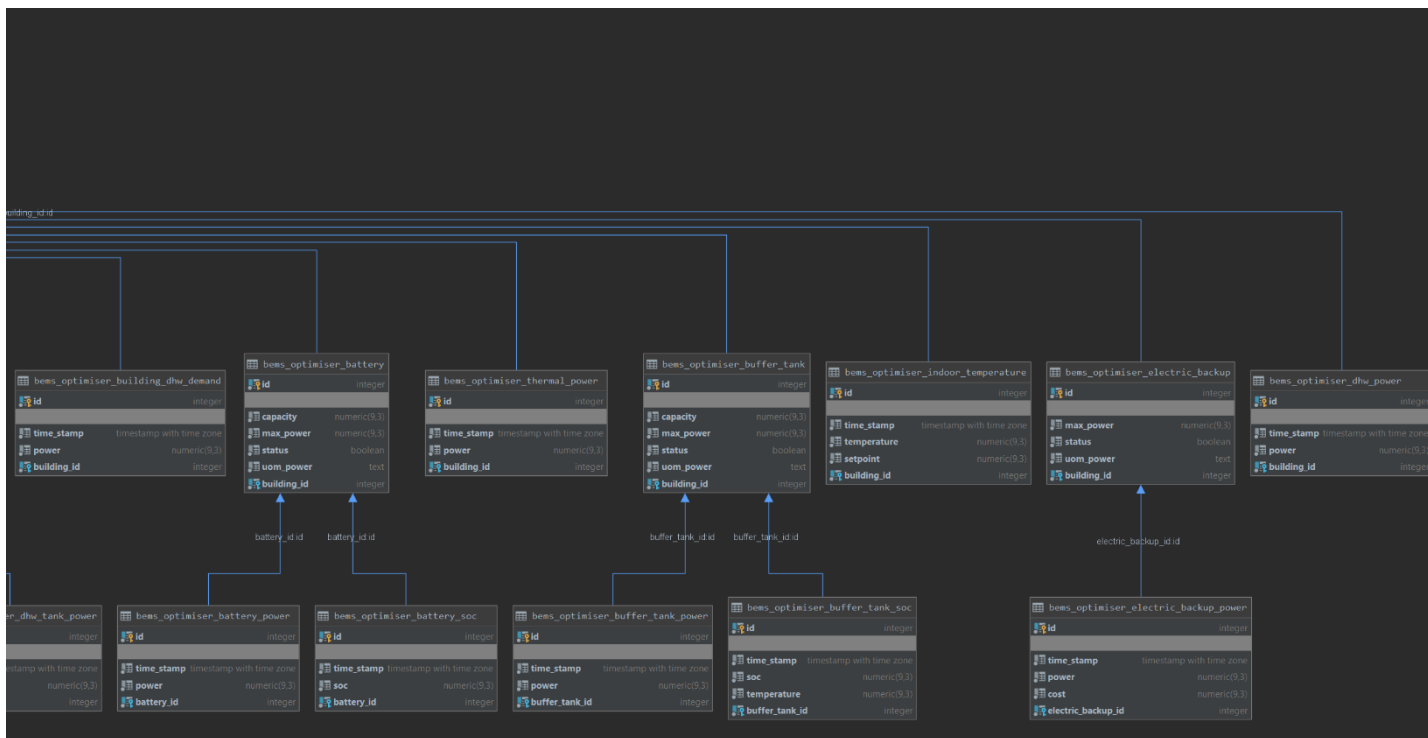 building_id:id
bems_optimiser_building_dhw_demand
id integer
time_stamp timestamp with time zone
power numeric(9,3)
building_id integer
bems_optimiser_battery
id integer
capacity numeric(9,3)
max_power numeric(9,3)
status boolean
uom_power text
building_id integer
bems_optimiser_thermal_power
id integer
time_stamp timestamp with time zone
power numeric(9,3)
building_id integer
bems_optimiser_buffer_tank
id integer
capacity numeric(9,3)
max_power numeric(9,3)
status boolean
uom_power text
building_id integer
bems_optimiser_indoor_temperature
id integer
time_stamp timestamp with time zone
temperature numeric(9,3)
setpoint numeric(9,3)
building_id integer
bems_optimiser_electric_backup
id integer
max_power numeric(9,3)
status boolean
uom_power text
building_id integer
bems_optimiser_dhw_power
id integer
time_stamp timestamp with time zone
power numeric(9,3)
building_id integer
battery_id:id
battery_id:id
buffer_tank_id:id
buffer_tank_id:id
electric_backup_id:id
er_dhw_tank_power
integer
estamp with time zone
numeric(9,3)
integer
bems_optimiser_battery_power
id integer
time_stamp timestamp with time zone
power numeric(9,3)
battery_id integer
bems_optimiser_battery_soc
id integer
time_stamp timestamp with time zone
soc numeric(9,3)
battery_id integer
bems_optimiser_buffer_tank_power
id integer
time_stamp timestamp with time zone
power numeric(9,3)
buffer_tank_id integer
bems_optimiser_buffer_tank_soc
id integer
time_stamp timestamp with time zone
soc numeric(9,3)
temperature numeric(9,3)
buffer_tank_id integer
bems_optimiser_electric_backup_power
id integer
time_stamp timestamp with time zone
power numeric(9,3)
cost numeric(9,3)
electric_backup_id integer